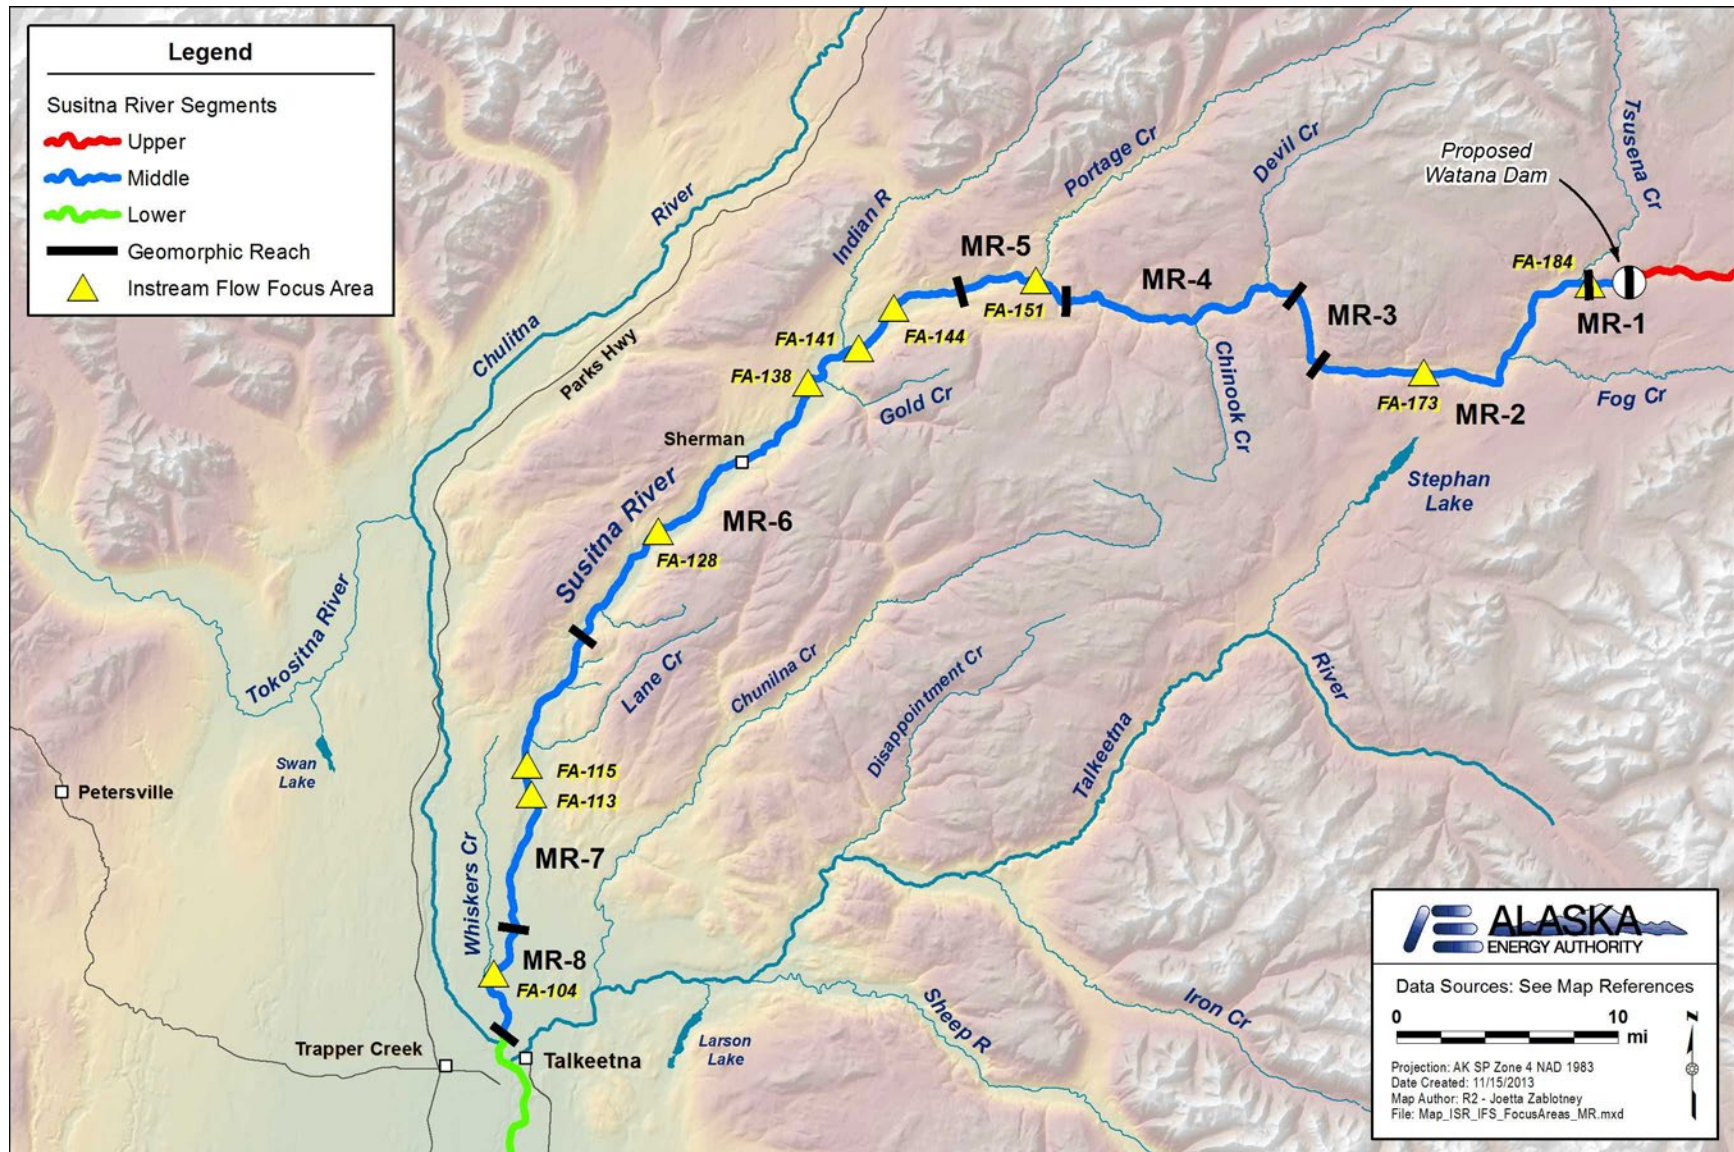 Legend
Susitna River Segments
Upper
Middle
Lower
Geomorphic Reach
Instream Flow Focus Area
Chulitna
River
Parks Hwy
Indian R
Portage Cr
Devil Cr
Tsusena Cr
Proposed
Watana Dam
MR-5
MR-4
MR-3
MR-1
MR-2
FA-184
FA-151
FA-144
FA-141
FA-138
FA-173
Gold Cr
Chinook Cr
Fog Cr
Stephan
Lake
Sherman
Susitna River
MR-6
FA-128
Tokositna River
Swan
Lake
Petersville
Lane Cr
Chunilna Cr
Disappointment Cr
Talkeetna
River
FA-115
FA-113
MR-7
Whiskers Cr
MR-8
FA-104
Trapper Creek
Talkeetna
Larson
Lake
Sheep R
Iron Cr
ALASKA
ENERGY AUTHORITY
Data Sources: See Map References
0 10
mi
N
Projection: AK SP Zone 4 NAD 1983
Date Created: 11/15/2013
Map Author: R2 - Joetta Zablotney
File: Map_ISR_IFS_FocusAreas_MR.mxd